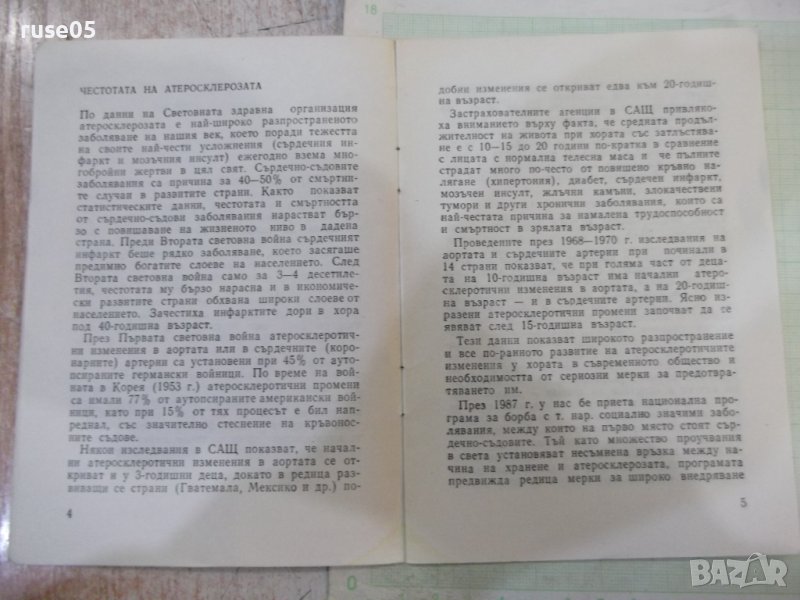 ruse05
18
ЧЕСТОТАТА НА АТЕРОСКЛЕРОЗАТА
По данни на Световната здравна организация
атеросклерозата е най-широко разпространеното
заболяване на нашия век, което поради тежестта
на своите най-чести усложнения (сърдечния ин-
фаркт и мозъчния инсулт) ежегодно взема мно-
гобройни жертви в цял свят. Сърдечно-съдовите
заболявания са причина за 40—50% от смъртни-
те случаи в развитите страни. Както показват
статистическите данни, честотата и смъртността
от сърдечно-съдови заболявания нарастват бър-
зо с повишаване на жизненото ниво в дадена
страна. Преди Втората световна война сърдечният
инфаркт беше рядко заболяване, което засягаше
предимно богатите слоеве на населението. След
Втората световна война само за 3—4 десетиле-
тия, честотата му бързо нарасна и в икономиче-
ски развитите страни обхвана широки слоеве от
населението. Зачестиха инфарктите дори в хора
под 40-годишна възраст.
През Първата световна война атеросклеротич-
ни изменения в аортата или в сърдечните (коро-
нарните) артерии са установени при 45% от ауто-
псираните германски войници. По време на вой-
ната в Корея (1953 г.) атеросклеротични промени
са имали 77% от аутопсираните американски вой-
ници, като при 15% от тях процесът е бил на-
преднал, със значително стеснение на кръвонос-
ните съдове.
Някои изследвания в САЩ показват, че начал-
ни атеросклеротични изменения в аортата се от-
криват и у 3-годишни деца, докато в редица раз-
виващи се страни (Гватемала, Мексико и др.) по-
4
добни изменения се откриват едва към 20-годиш-
на възраст.
Застрахователните агенции в САЩ привляко-
ха вниманието върху факта, че средната продъл-
жителност на живота при хората със затлъстява-
не е с 10—15 до 20 години по-кратка в сравнение
с лицата с нормална телесна маса и че пълните
страдат много по-често от повишено кръвно на-
лягане (хипертония), диабет, сърдечен инфаркт,
мозъчен инсулт, жлъчни камъни, злокачествени
тумори и други хронични заболявания, които са
най-честата причина за намалена трудоспособност
и смъртност в зрялата възраст.
Проведените през 1968—1970 г. изследвания на
аортата и сърдечните артерии при починали в
14 страни показват, че при голяма част от деца-
та на 10-годишна възраст има начални атеро-
склеротични изменения в аортата, а на 20-годиш-
на възраст — и в сърдечните артерии. Ясно из-
разени атеросклеротични промени започват да се
явяват след 15-годишна възраст.
Тези данни показват широкото разпространение
и все по-ранното развитие на атеросклеротичните
изменения у хората в съвременното общество и
необходимостта от сериозни мерки за предотвра-
тяването им.
През 1987 г. у нас бе приета национална про-
грама за борба с т. нар. социално значими забо-
лявания, между които на първо място стоят сър-
дечно-съдовите. Тъй като множество проучвания
в света установяват несъмнена връзка между на-
чина на хранене и атеросклерозата, програмата
предвижда редица мерки за широко внедряване
5
0
BAZAR